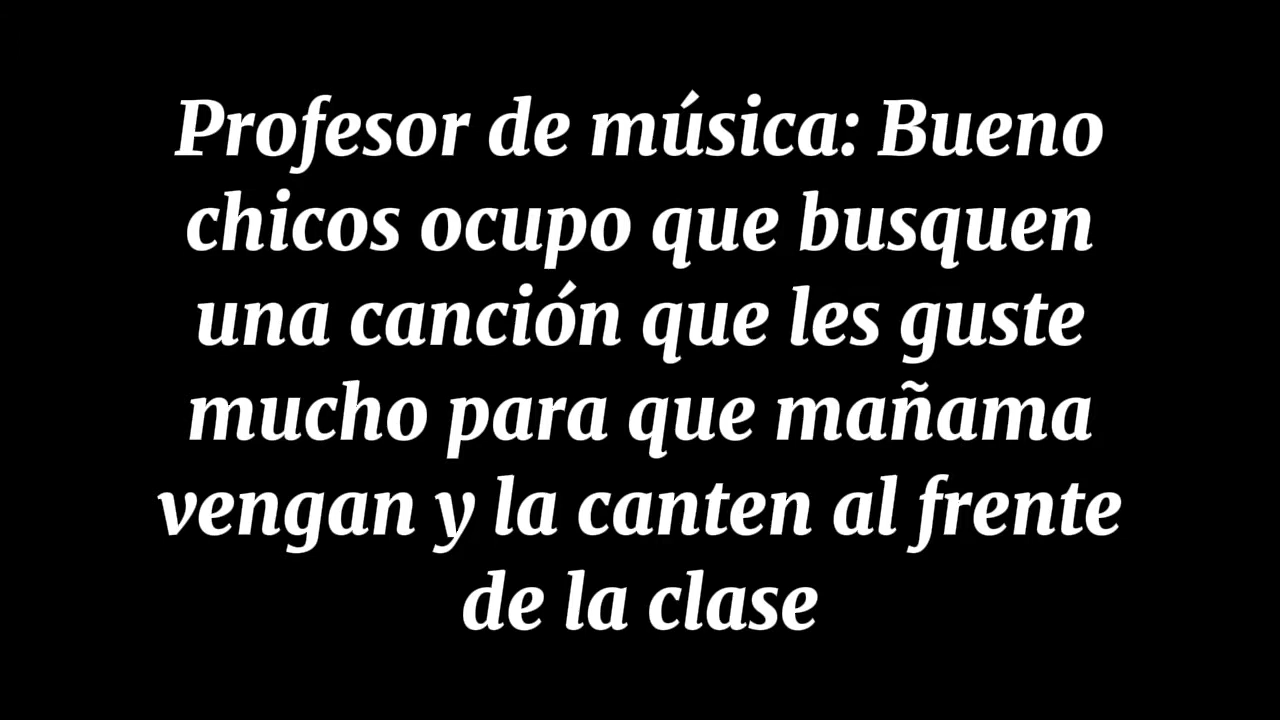 Profesor de música: Bueno
chicos ocupo que busquen
una canción que les guste
mucho para que mañama
vengan y la canten al frente
de la clase